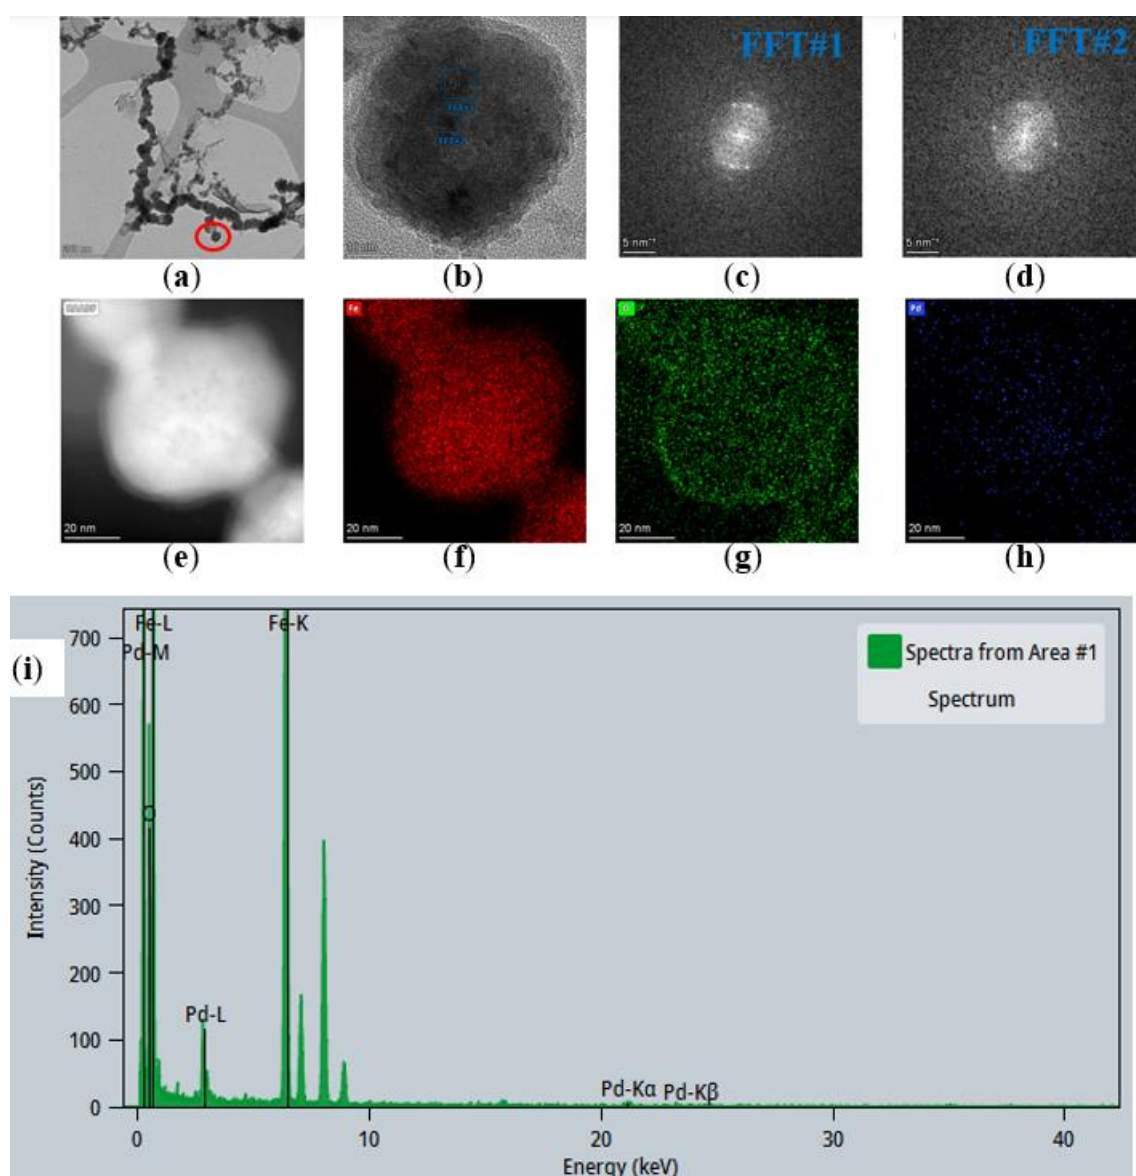 FFT#1
FFT#2
5 nm⁻¹
5 nm⁻¹
(a)
(b)
(c)
(d)
Fe
O
Pd
20 nm
20 nm
20 nm
20 nm
(e)
(f)
(g)
(h)
(i)
Fe-L
Fe-K
Pd-M
Spectra from Area #1
Spectrum
700
600
500
400
300
200
100
0
O
Pd-L
Pd-Kα
Pd-Kβ
Intensity (Counts)
0
10
20
30
40
Energy (keV)